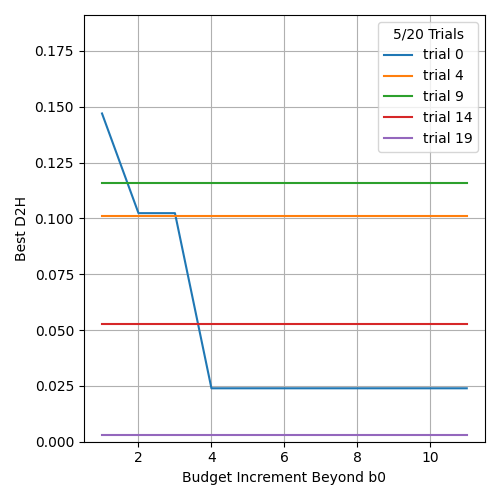 5/20 Trials
trial 0
trial 4
trial 9
trial 14
trial 19
Best D2H
0.175
0.150
0.125
0.100
0.075
0.050
0.025
0.000
2 4 6 8 10
Budget Increment Beyond b0